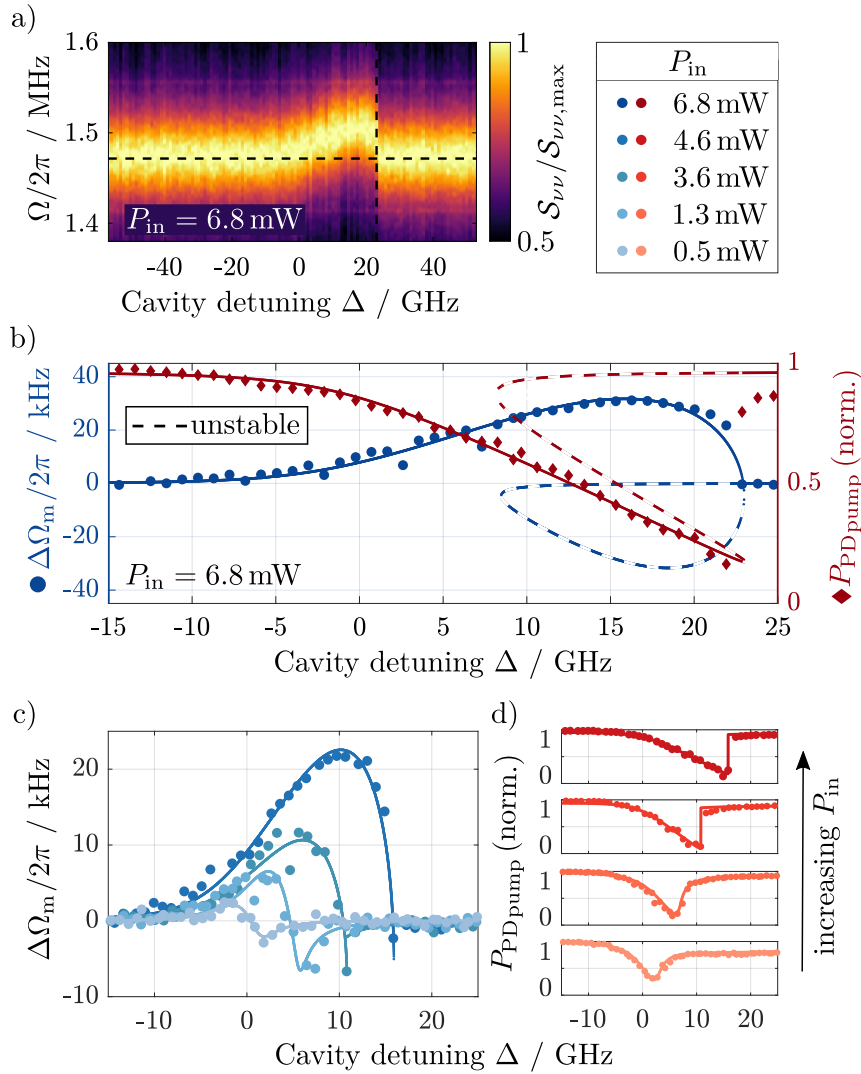 a)
1.6
1.5
1.4
Ω/2π / MHz
P_in = 6.8 mW
-40 -20 0 20 40
Cavity detuning Δ / GHz
1
0.5
S_νν/S_νν,max
P_in
6.8 mW
4.6 mW
3.6 mW
1.3 mW
0.5 mW
b)
40
20
0
-20
-40
ΔΩ_m/2π / kHz
unstable
P_in = 6.8 mW
1
0.5
0
P_PDpump (norm.)
-15 -10 -5 0 5 10 15 20 25
Cavity detuning Δ / GHz
c)
20
10
0
-10
ΔΩ_m/2π / kHz
-10 0 10 20
Cavity detuning Δ / GHz
d)
1
0
1
0
1
0
1
0
P_PDpump (norm.)
-10 0 10 20
increasing P_in